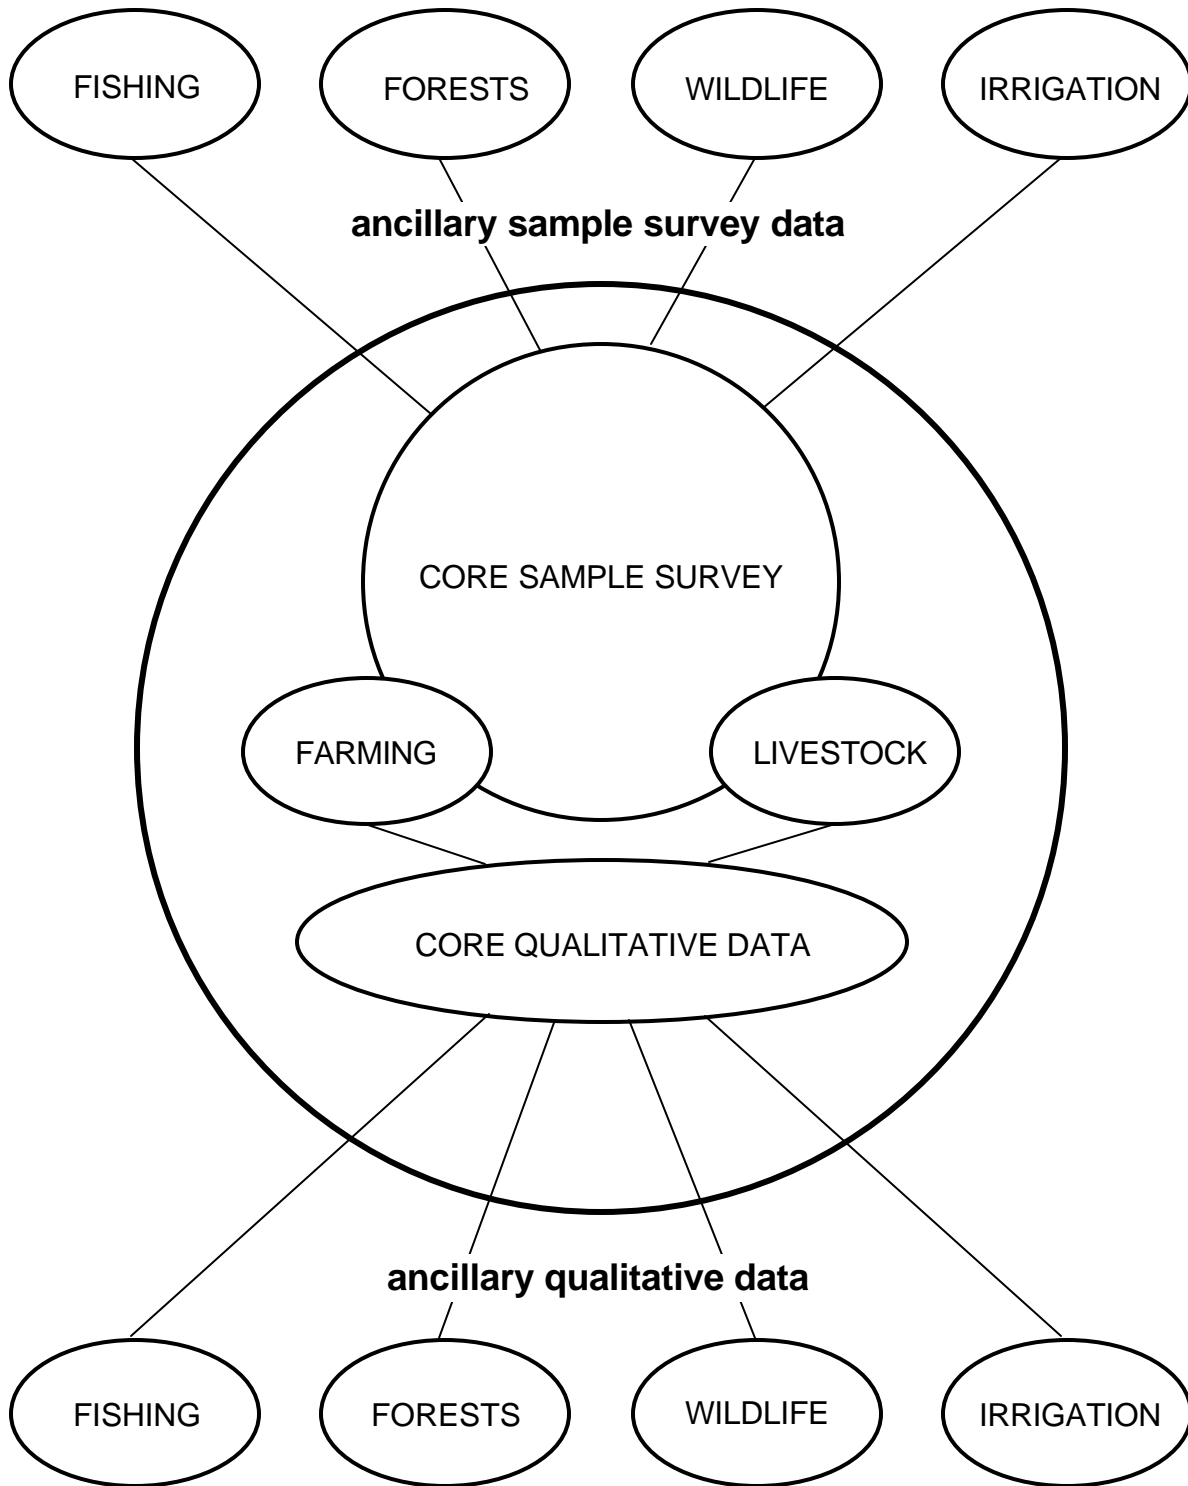 FISHING
FORESTS
WILDLIFE
IRRIGATION
ancillary sample survey data
CORE SAMPLE SURVEY
FARMING
LIVESTOCK
CORE QUALITATIVE DATA
ancillary qualitative data
FISHING
FORESTS
WILDLIFE
IRRIGATION